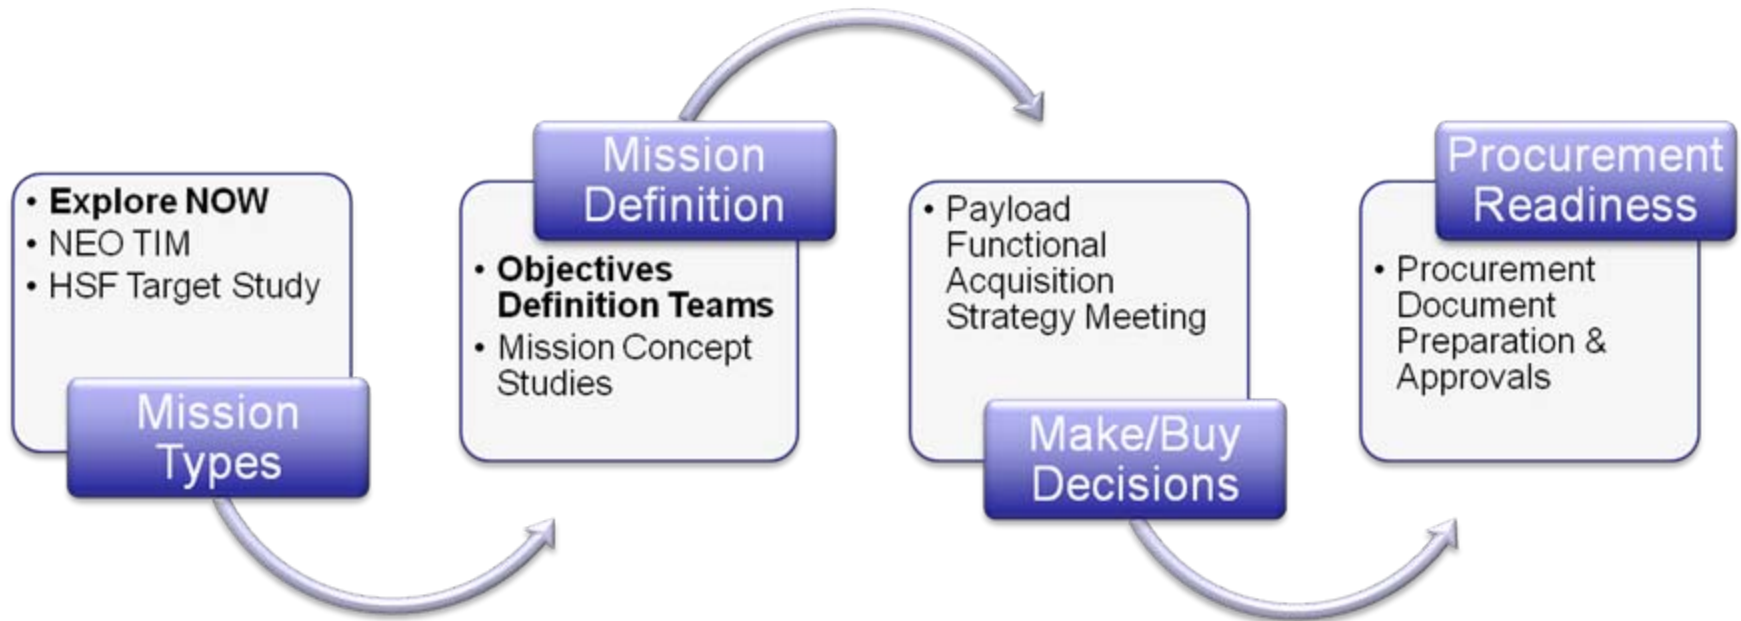 • Explore NOW
• NEO TIM
• HSF Target Study
Mission
Types
Mission
Definition
• Objectives
Definition Teams
• Mission Concept
Studies
• Payload
Functional
Acquisition
Strategy Meeting
Make/Buy
Decisions
Procurement
Readiness
• Procurement
Document
Preparation &
Approvals